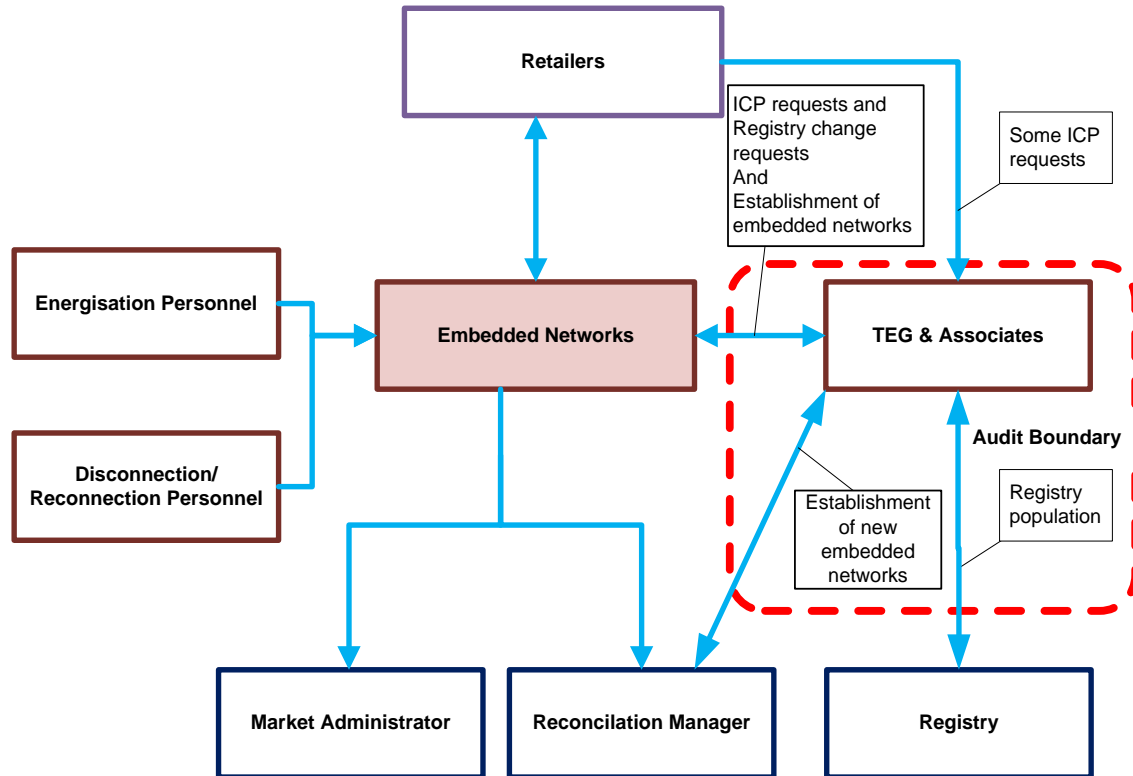 Retailers
ICP requests and
Registry change
requests
And
Establishment of
embedded networks
Some ICP
requests
Energisation Personnel
Embedded Networks
TEG & Associates
Audit Boundary
Disconnection/
Reconnection Personnel
Establishment
of new
embedded
networks
Registry
population
Market Administrator
Reconcilation Manager
Registry